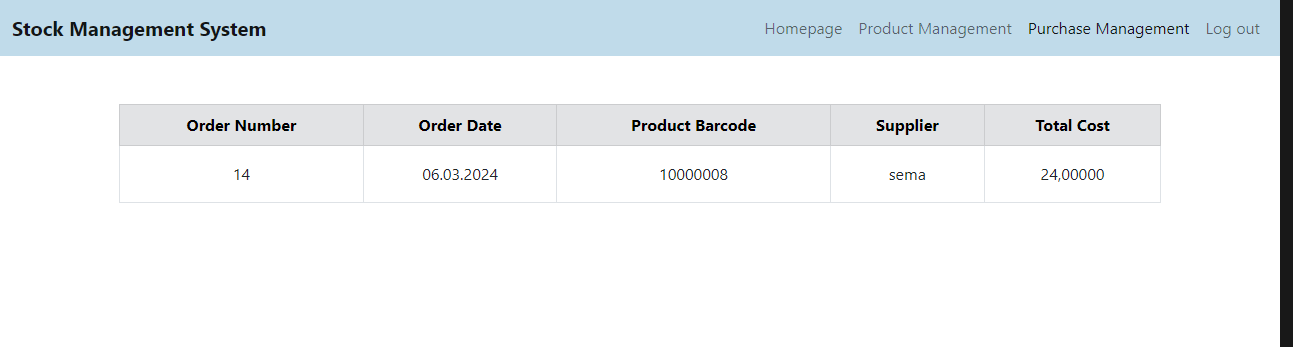 Stock Management System Homepage Product Management Purchase Management Log out
Order Number Order Date Product Barcode Supplier Total Cost
14 06.03.2024 10000008 sema 24,00000